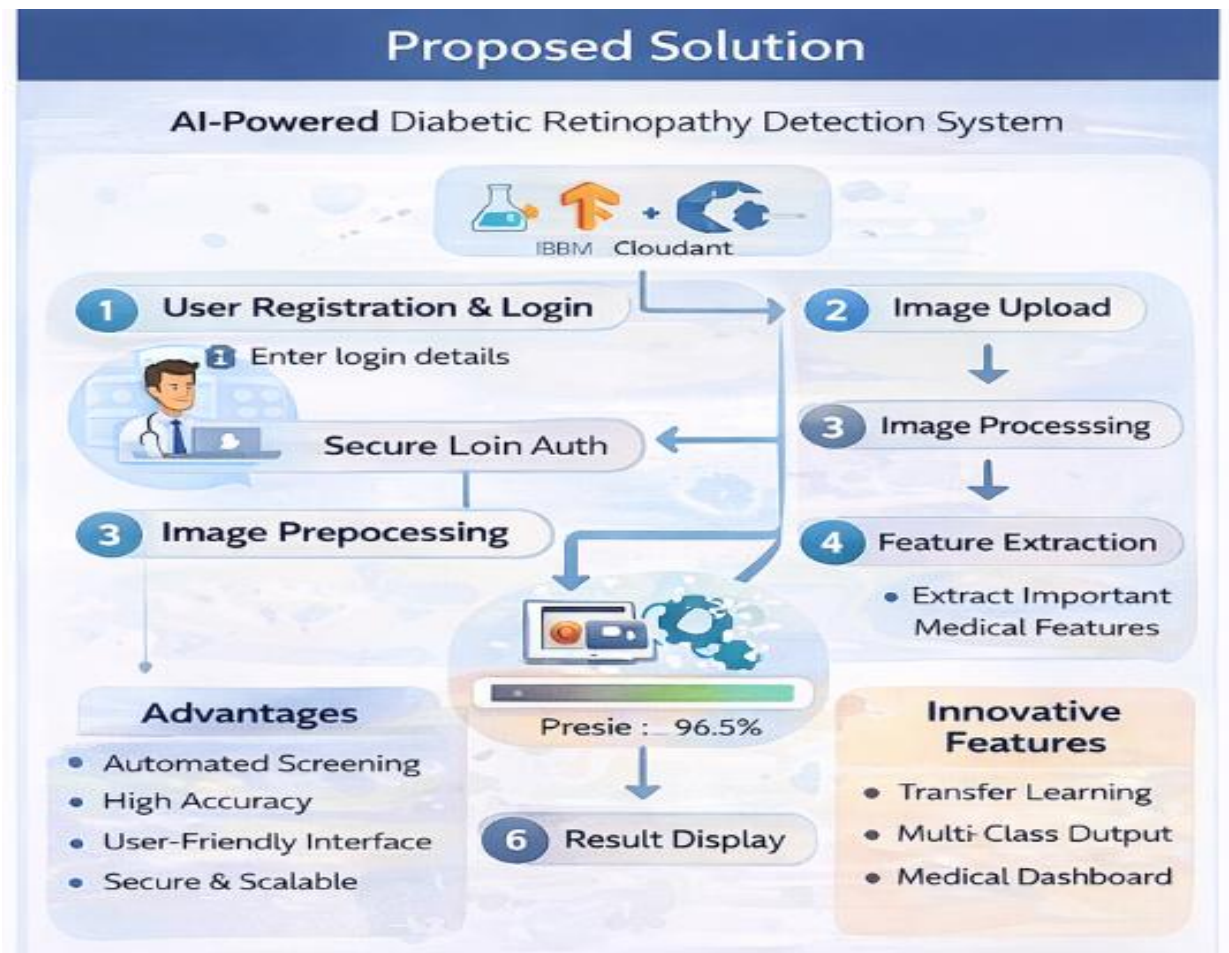 Proposed Solution
AI-Powered Diabetic Retinopathy Detection System
IBBM Cloudant
1 User Registration & Login
Enter login details
Secure Loin Auth
3 Image Prepocessing
2 Image Upload
3 Image Processsing
4 Feature Extraction
• Extract Important
Medical Features
Presie : 96.5%
6 Result Display
Advantages
• Automated Screening
• High Accuracy
• User-Friendly Interface
• Secure & Scalable
Innovative
Features
• Transfer Learning
• Multi-Class Dutput
• Medical Dashboard